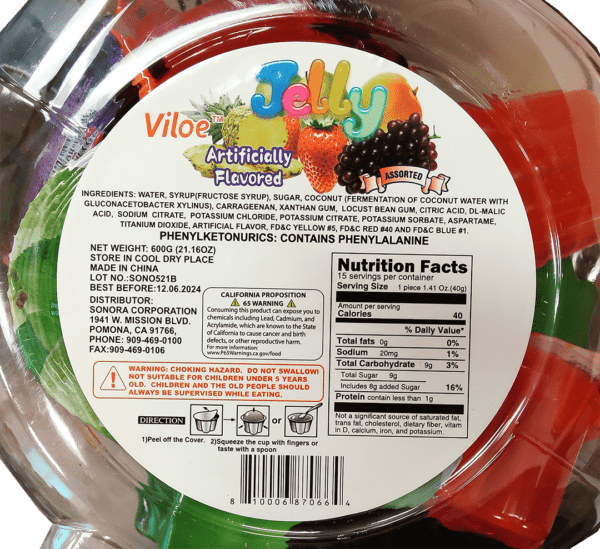 Jelly
Viloe™
Artificially
Flavored
ASSORTED
INGREDIENTS: WATER, SYRUP(FRUCTOSE SYRUP), SUGAR, COCONUT (FERMENTATION OF COCONUT WATER WITH
GLUCONACETOBACTER XYLINUS), CARRAGEENAN, XANTHAN GUM, LOCUST BEAN GUM, CITRIC ACID, DL-MALIC
ACID, SODIUM CITRATE, POTASSIUM CHLORIDE, POTASSIUM CITRATE, POTASSIUM SORBATE, ASPARTAME,
TITANIUM DIOXIDE, ARTIFICIAL FLAVOR, FD&C YELLOW #5, FD&C RED #40 AND FD&C BLUE #1.
PHENYLKETONURICS: CONTAINS PHENYLALANINE
NET WEIGHT: 600G (21.16OZ)
STORE IN COOL DRY PLACE
MADE IN CHINA
LOT NO.:SONO521B
BEST BEFORE:12.06.2024
DISTRIBUTOR:
SONORA CORPORATION
1941 W. MISSION BLVD.
POMONA, CA 91766,
PHONE: 909-469-0100
FAX:909-469-0106
CALIFORNIA PROPOSITION
65 WARNING
Consuming this product can expose you to
chemicals including Lead, Cadmium, and
Acrylamide, which are known to the State
of California to cause cancer and birth
defects, or other reproductive harm.
For more information:
www.P65Warnings.ca.gov/food
Nutrition Facts
15 servings per container
Serving Size 1 piece 1.41 Oz.(40g)
Amount per serving
Calories 40
% Daily Value*
Total fats 0g 0%
Sodium 20mg 1%
Total Carbohydrate 9g 3%
Total Sugar 9g
Includes 8g added Sugar 16%
Protein contain less than 1g
Not a significant source of saturated fat,
trans fat, cholesterol, dietary fiber, vitam
in D, calcium, iron, and potassium.
WARNING: CHOKING HAZARD. DO NOT SWALLOW!
NOT SUITABLE FOR CHILDREN UNDER 5 YEARS
OLD. CHILDREN AND THE OLD PEOPLE SHOULD
ALWAYS BE SUPERVISED WHILE EATING.
DIRECTION
or
1)Peel off the Cover. 2)Squeeze the cup with fingers or
taste with a spoon
8 10006 87066 4